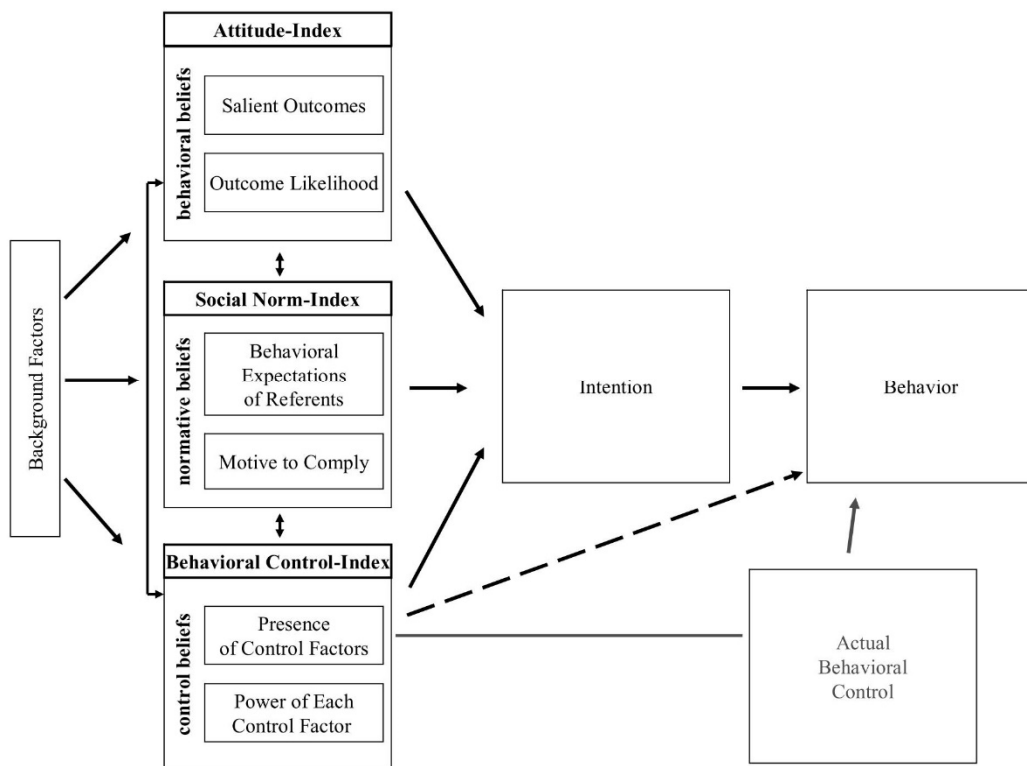 Attitude-Index
behavioral beliefs
Salient Outcomes
Outcome Likelihood
Background Factors
Social Norm-Index
normative beliefs
Behavioral
Expectations
of Referents
Motive to Comply
Intention
Behavior
Behavioral Control-Index
control beliefs
Presence
of Control Factors
Power of Each
Control Factor
Actual
Behavioral
Control